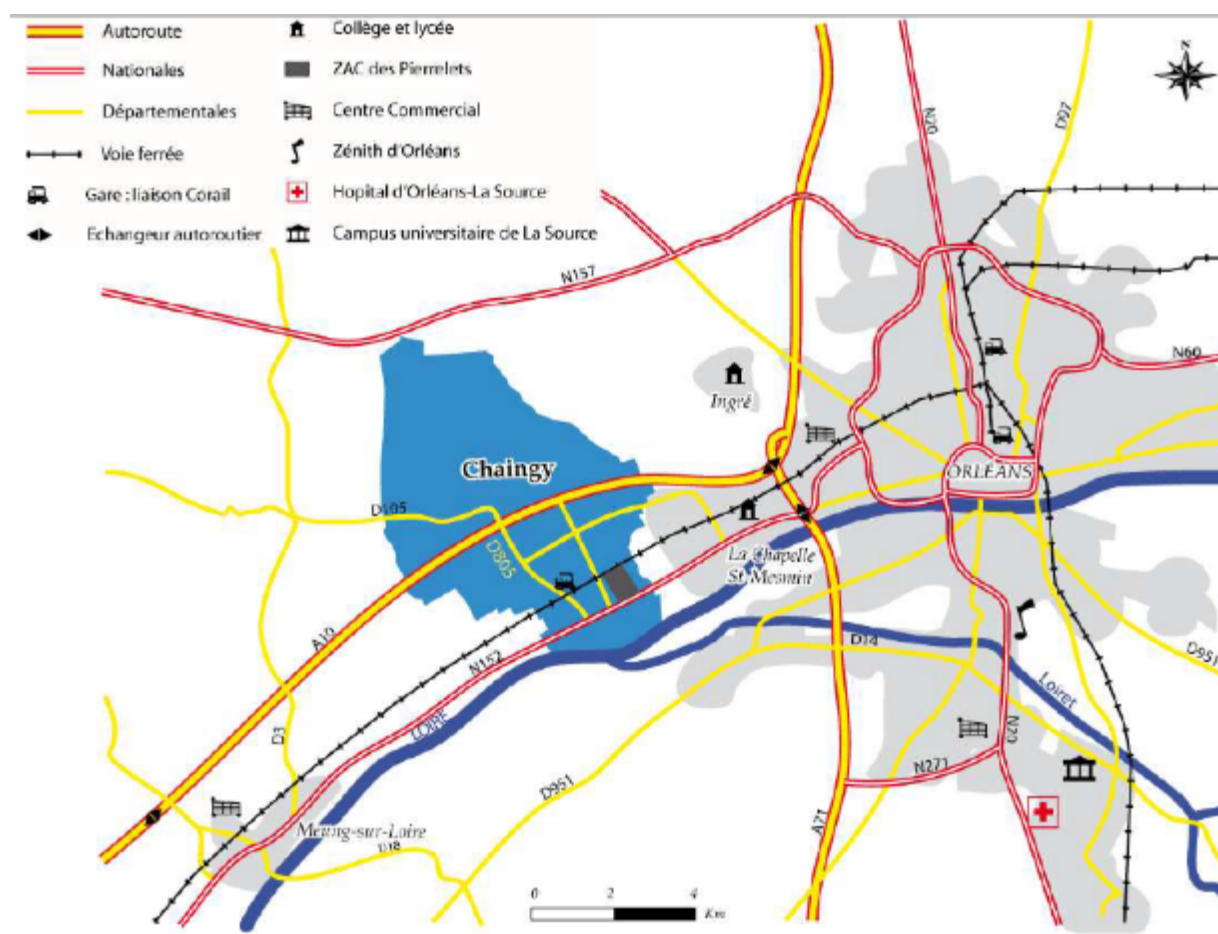 Autoroute
Nationales
Départementales
Voie ferrée
Gare : liaison Corail
Echangeur autoroutier
Collège et lycée
ZAC des Pierrelets
Centre Commercial
Zénith d'Orléans
Hopital d'Orléans-La Source
Campus universitaire de La Source
N
N20
D97
N157
N60
Ingré
Chaingy
ORLÉANS
D105
D805
La Chapelle
St Mesmin
A10
N152
D14
D951
Loiret
LOIRE
D3
N20
N271
D951
A71
Meung-sur-Loire
D18
0 2 4
Km